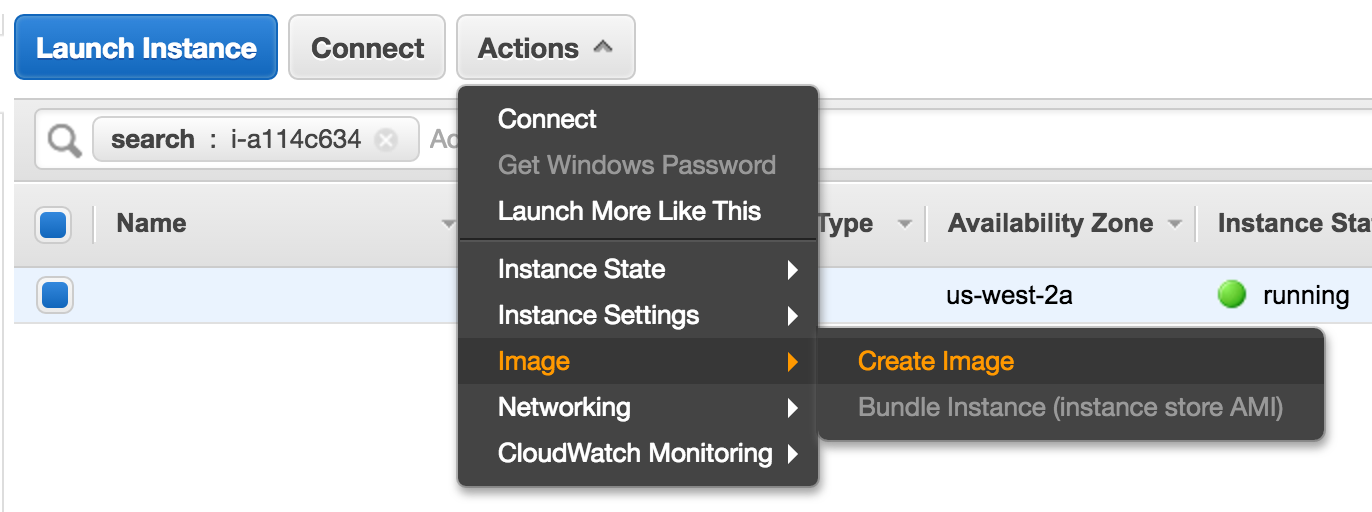 Launch Instance Connect Actions
Connect
search : i-a114c634 Ac
Get Windows Password
Launch More Like This
Name Type Availability Zone Instance Sta
Instance State
us-west-2a running
Instance Settings
Image Create Image
Networking Bundle Instance (instance store AMI)
CloudWatch Monitoring